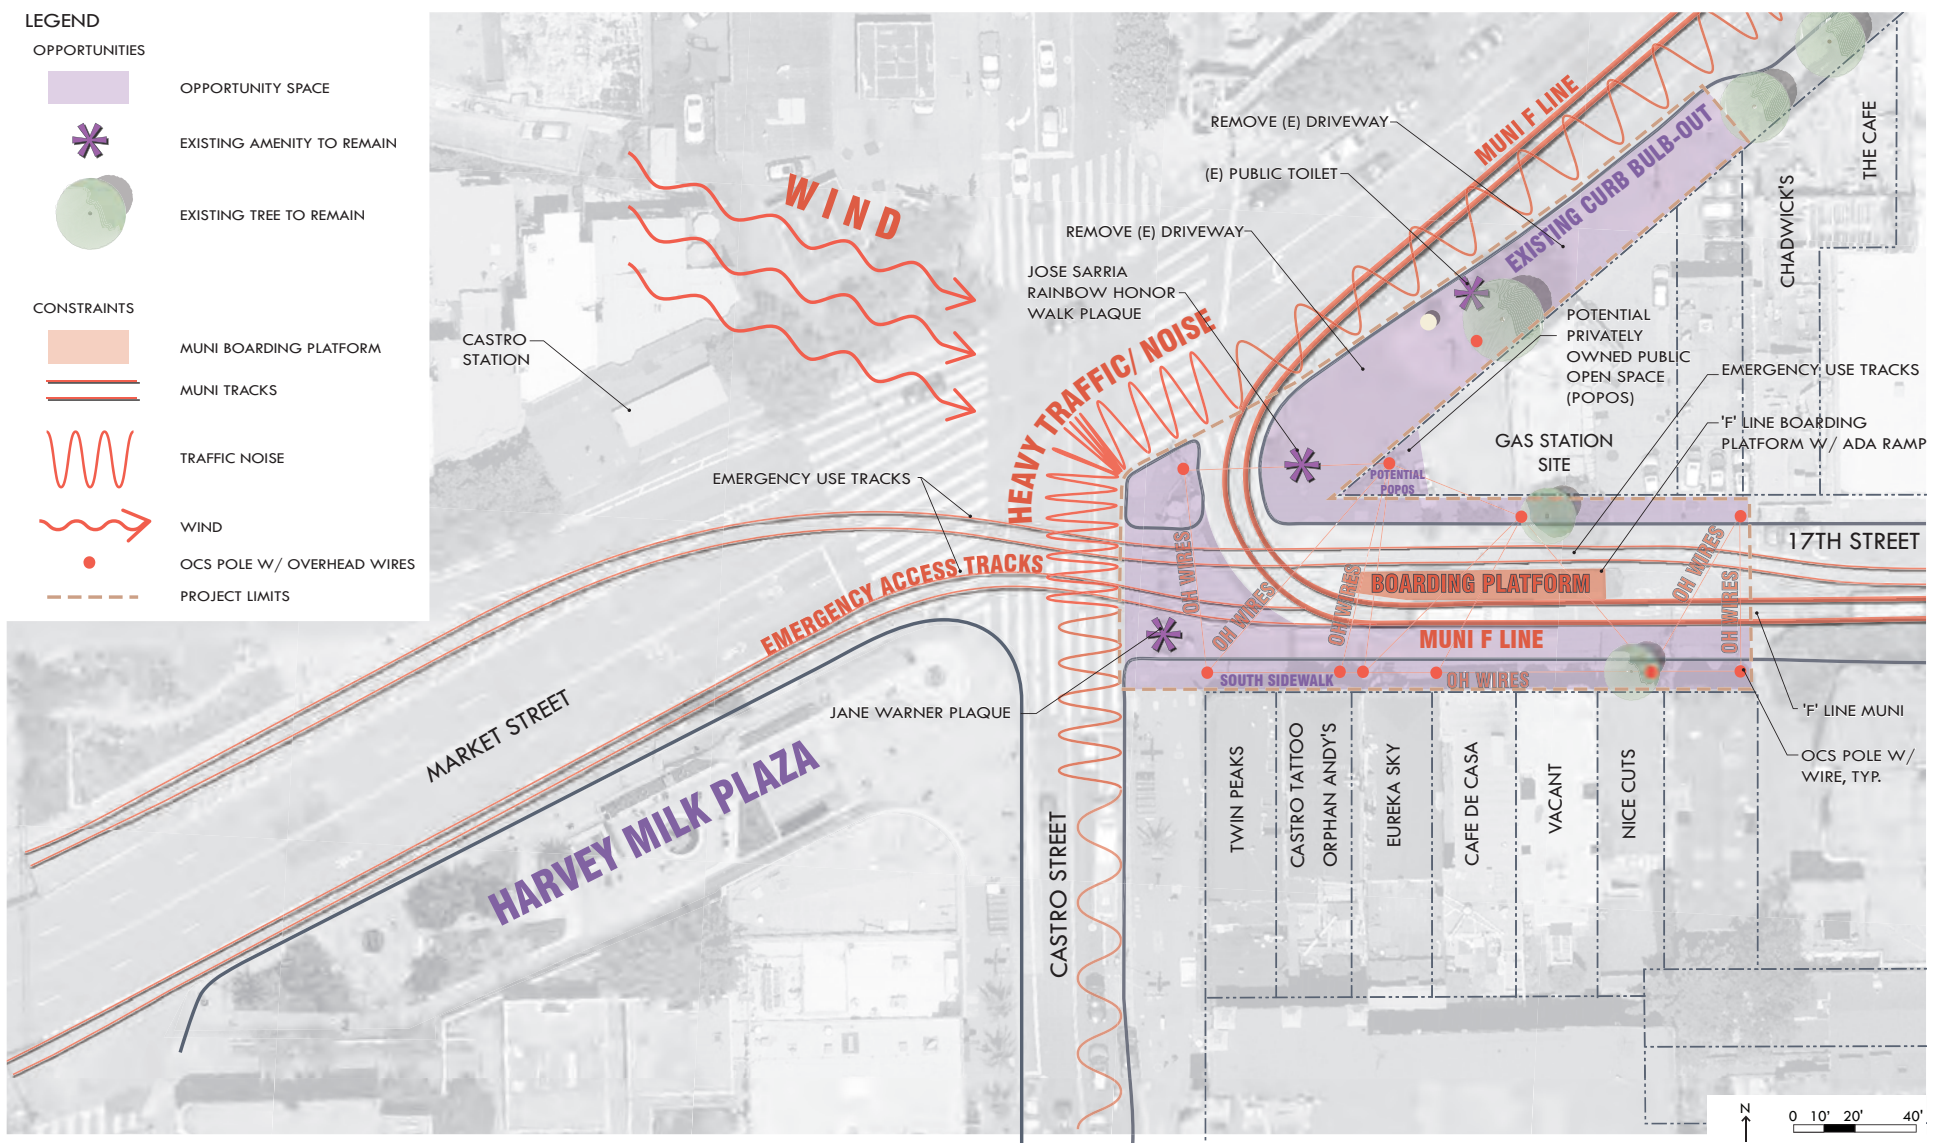 LEGEND
OPPORTUNITIES
OPPORTUNITY SPACE
EXISTING AMENITY TO REMAIN
EXISTING TREE TO REMAIN
CONSTRAINTS
MUNI BOARDING PLATFORM
MUNI TRACKS
TRAFFIC NOISE
WIND
OCS POLE W/ OVERHEAD WIRES
PROJECT LIMITS
WIND
MUNI F LINE
REMOVE (E) DRIVEWAY
(E) PUBLIC TOILET
EXISTING CURB BULB-OUT
THE CAFE
CHADWICK'S
REMOVE (E) DRIVEWAY
JOSE SARRIA
RAINBOW HONOR
WALK PLAQUE
HEAVY TRAFFIC/ NOISE
CASTRO
STATION
POTENTIAL
PRIVATELY
OWNED PUBLIC
OPEN SPACE
(POPOS)
EMERGENCY USE TRACKS
'F' LINE BOARDING
PLATFORM W/ ADA RAMP
GAS STATION
SITE
POTENTIAL
POPOS
EMERGENCY USE TRACKS
17TH STREET
EMERGENCY ACCESS TRACKS
OH WIRES
OH WIRES
OH WIRES
OH WIRES
OH WIRES
BOARDING PLATFORM
MUNI F LINE
SOUTH SIDEWALK
OH WIRES
JANE WARNER PLAQUE
'F' LINE MUNI
OCS POLE W/
WIRE, TYP.
MARKET STREET
HARVEY MILK PLAZA
CASTRO STREET
TWIN PEAKS
CASTRO TATTOO
ORPHAN ANDY'S
EUREKA SKY
CAFE DE CASA
VACANT
NICE CUTS
N
0 10' 20' 40'